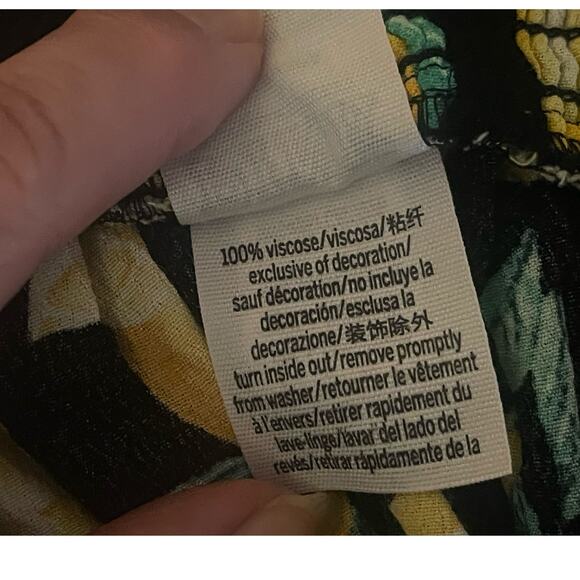 100% viscose/viscosa/粘纤
exclusive of decoration/
sauf décoration/no incluye la
decoración/esclusa la
decorazione/装饰除外
turn inside out/remove promptly
from washer/retourner le vêtement
à l'envers/retirer rapidement du
lave-linge/lavar del lado del
revés/retirar rápidamente de la